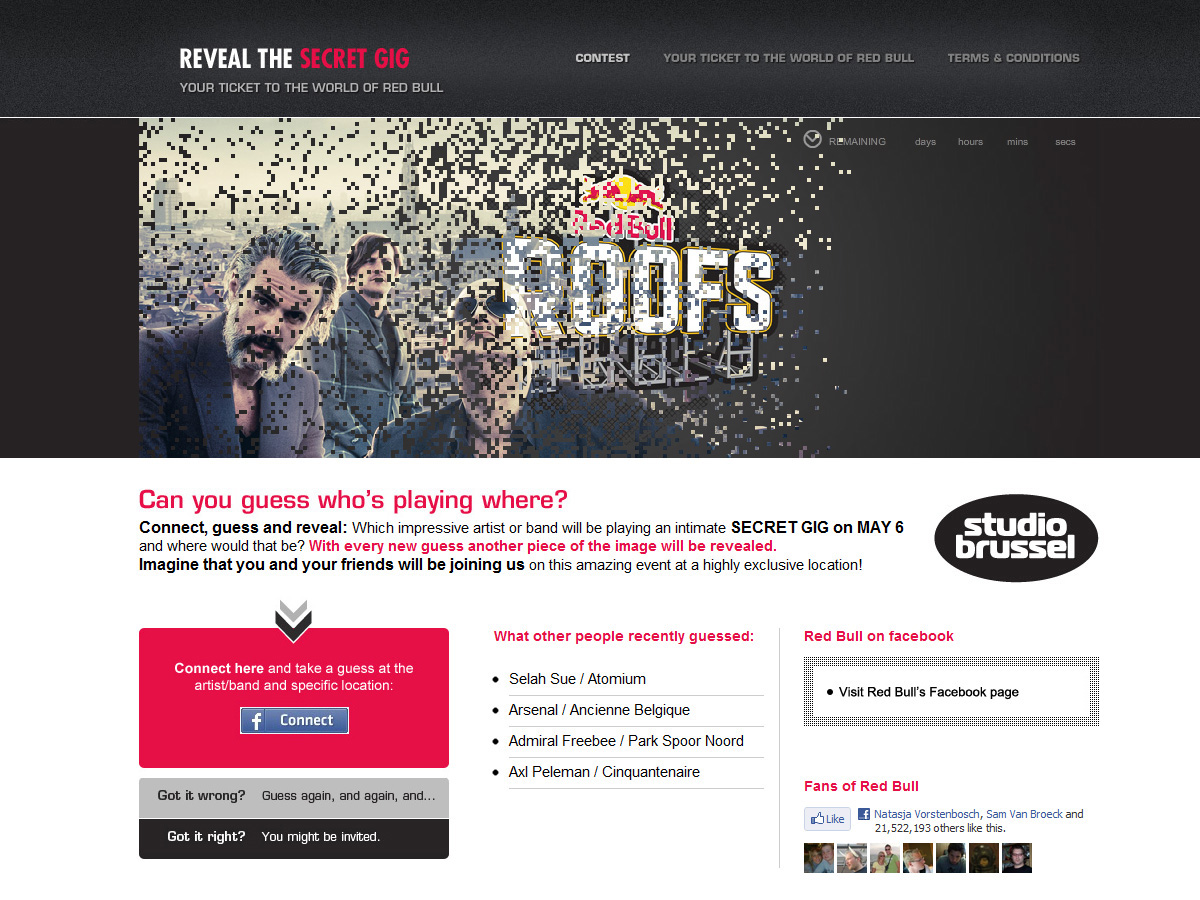 REVEAL THE SECRET GIG
YOUR TICKET TO THE WORLD OF RED BULL
CONTEST
YOUR TICKET TO THE WORLD OF RED BULL
TERMS & CONDITIONS
REMAINING days hours mins secs
Red Bull
ROOFS
Can you guess who's playing where?
Connect, guess and reveal: Which impressive artist or band will be playing an intimate SECRET GIG on MAY 6
and where would that be? With every new guess another piece of the image will be revealed.
Imagine that you and your friends will be joining us on this amazing event at a highly exclusive location!
studio
brussel
Connect here and take a guess at the
artist/band and specific location:
f Connect
Got it wrong? Guess again, and again, and...
Got it right? You might be invited.
What other people recently guessed:
• Selah Sue / Atomium
• Arsenal / Ancienne Belgique
• Admiral Freebee / Park Spoor Noord
• Axl Peleman / Cinquantenaire
Red Bull on facebook
• Visit Red Bull's Facebook page
Fans of Red Bull
Like
Natasja Vorstenbosch, Sam Van Broeck and
21,522,193 others like this.